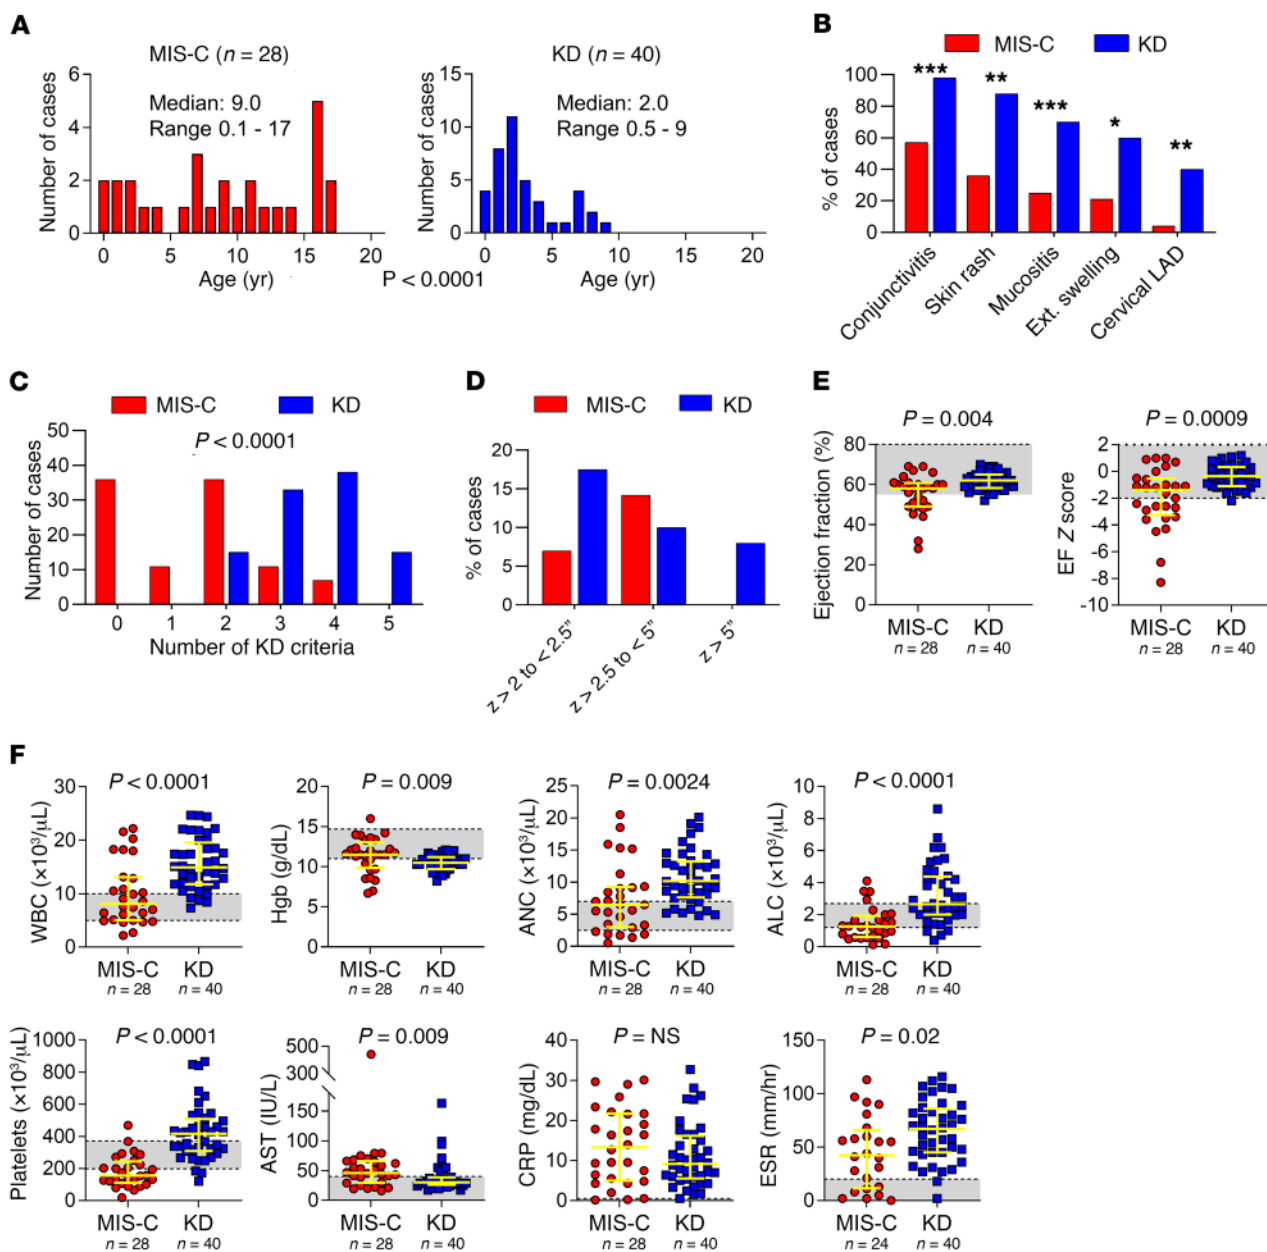 A
MIS-C (n = 28)
Number of cases
6
4
2
0
Median: 9.0
Range 0.1 - 17
0 5 10 15 20
Age (yr)
KD (n = 40)
Number of cases
15
10
5
0
Median: 2.0
Range 0.5 - 9
0 5 10 15 20
Age (yr)
P < 0.0001
B
MIS-C KD
% of cases
100
80
60
40
20
0
*** ** *** * **
Conjunctivitis
Skin rash
Mucositis
Ext. swelling
Cervical LAD
C
MIS-C KD
P < 0.0001
Number of cases
50
40
30
20
10
0
0 1 2 3 4 5
Number of KD criteria
D
MIS-C KD
% of cases
20
15
10
5
0
z > 2 to < 2.5"
z > 2.5 to < 5"
z > 5"
E
P = 0.004
Ejection fraction (%)
80
60
40
20
0
MIS-C KD
n = 28 n = 40
P = 0.0009
EF Z score
2
0
-2
-4
-6
-8
-10
MIS-C KD
n = 28 n = 40
F
P < 0.0001
WBC (×10³/μL)
30
20
10
0
MIS-C KD
n = 28 n = 40
P = 0.009
Hgb (g/dL)
20
15
10
5
0
MIS-C KD
n = 28 n = 40
P = 0.0024
ANC (×10³/μL)
25
20
15
10
5
0
MIS-C KD
n = 28 n = 40
P < 0.0001
ALC (×10³/μL)
10
8
6
4
2
0
MIS-C KD
n = 28 n = 40
P < 0.0001
Platelets (×10³/μL)
1000
800
600
400
200
0
MIS-C KD
n = 28 n = 40
P = 0.009
AST (IU/L)
500
300
150
100
50
0
MIS-C KD
n = 28 n = 40
P = NS
CRP (mg/dL)
40
30
20
10
0
MIS-C KD
n = 28 n = 40
P = 0.02
ESR (mm/hr)
150
100
50
0
MIS-C KD
n = 24 n = 40